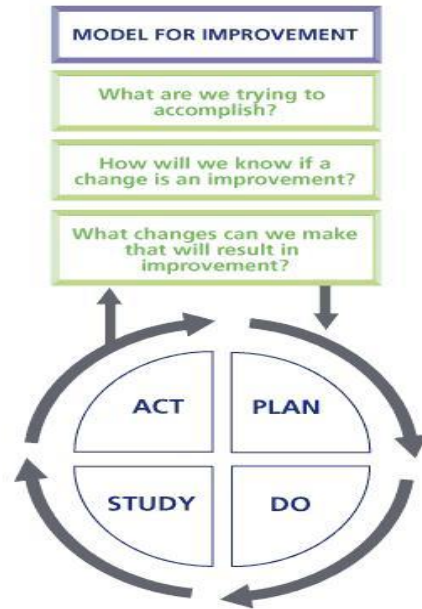 MODEL FOR IMPROVEMENT
What are we trying to
accomplish?
How will we know if a
change is an improvement?
What changes can we make
that will result in
improvement?
ACT
PLAN
STUDY
DO